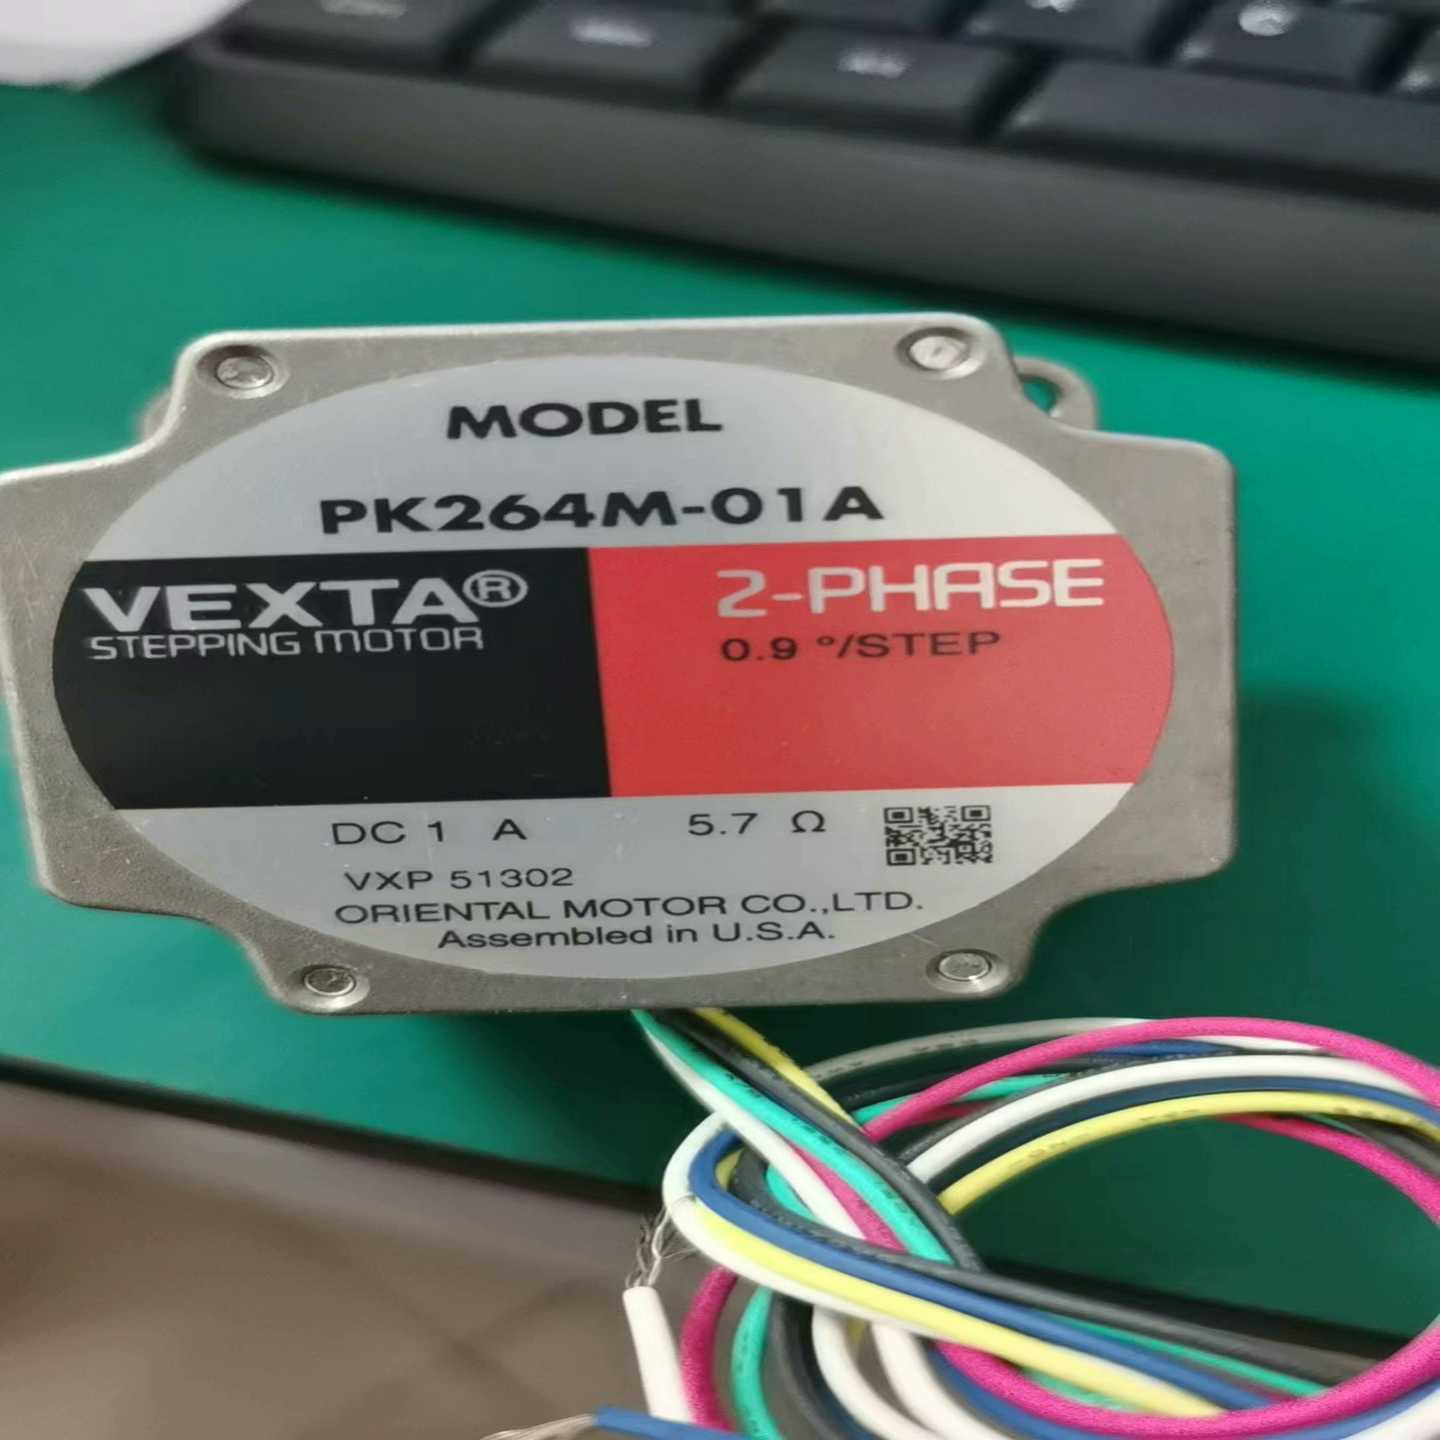 MODEL
PK264M-01A
VEXTA®
STEPPING MOTOR
2-PHASE
0.9 °/STEP
DC 1 A 5.7 Ω
VXP 51302
ORIENTAL MOTOR CO.,LTD.
Assembled in U.S.A.